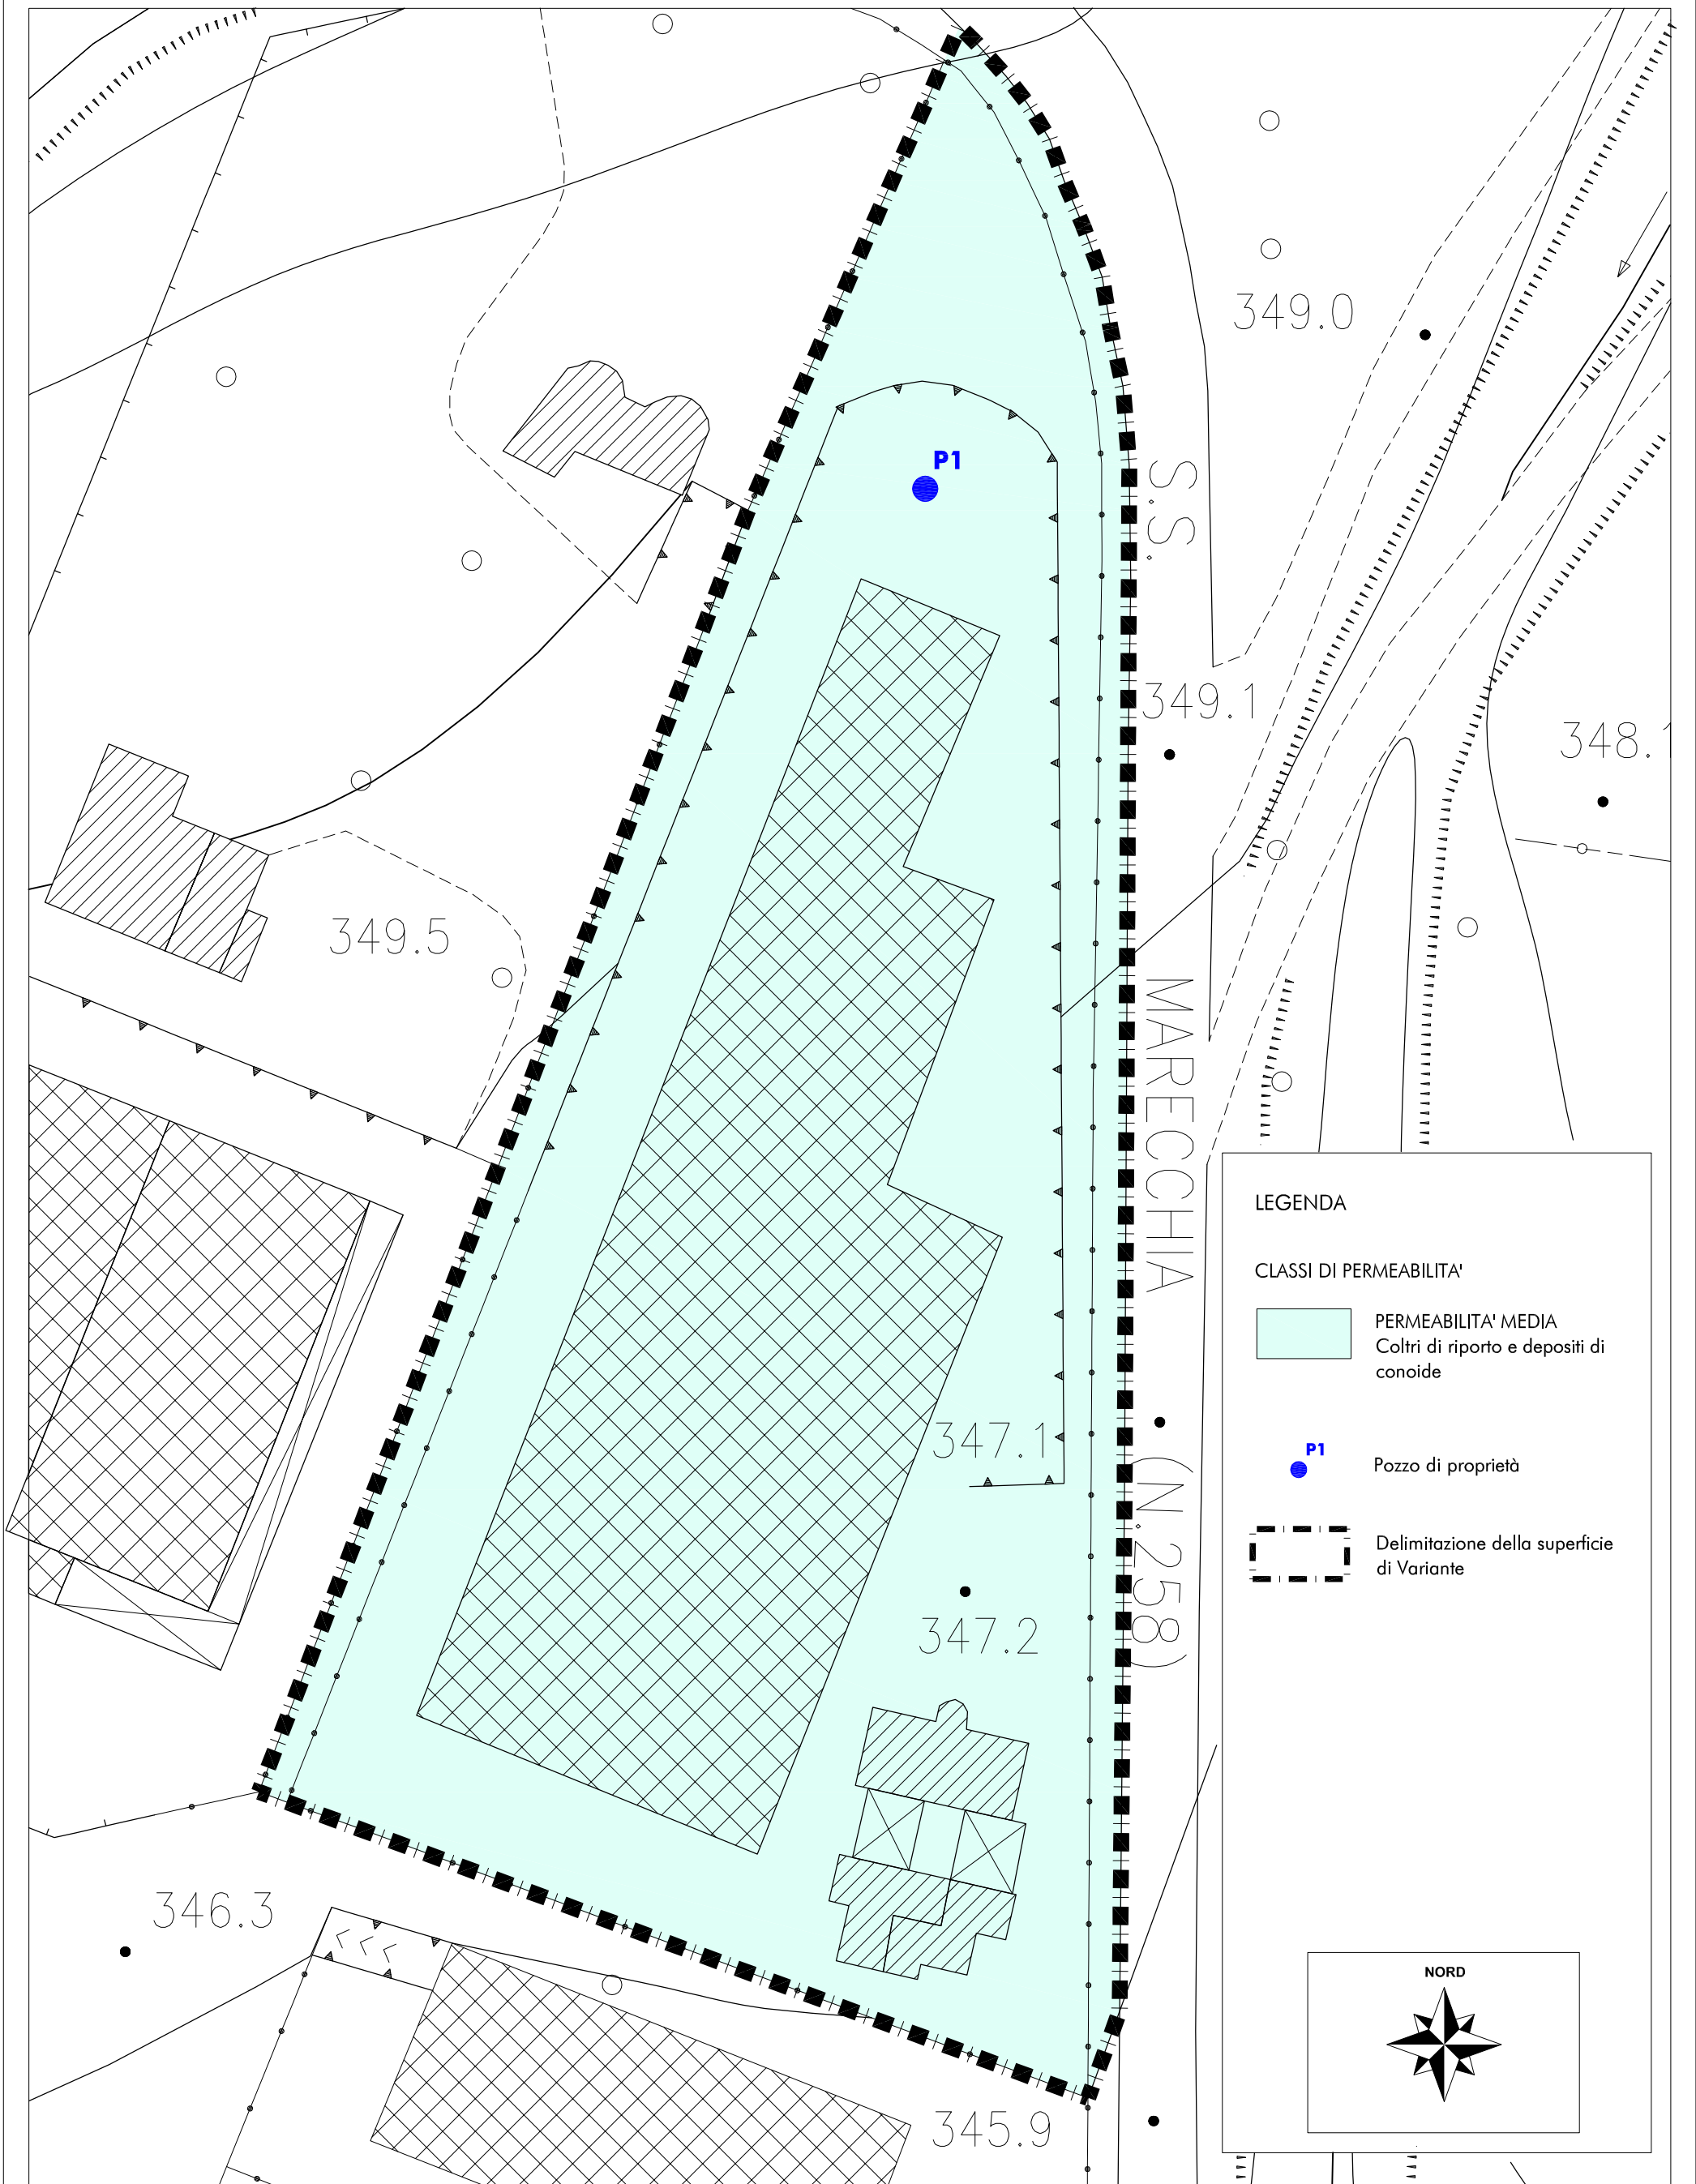 349.0
P1
S.S.
349.1
348.1
349.5
MARECCHIA
LEGENDA
CLASSI DI PERMEABILITA'
PERMEABILITA' MEDIA
Coltri di riporto e depositi di
conoide
347.1
P1
Pozzo di proprietà
(N.258)
Delimitazione della superficie
di Variante
347.2
346.3
NORD
345.9